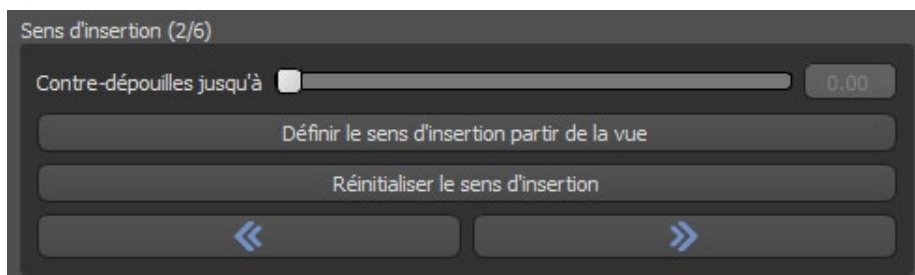 Sens d'insertion (2/6)
Contre-dépouilles jusqu'à 0.00
Définir le sens d'insertion partir de la vue
Réinitialiser le sens d'insertion